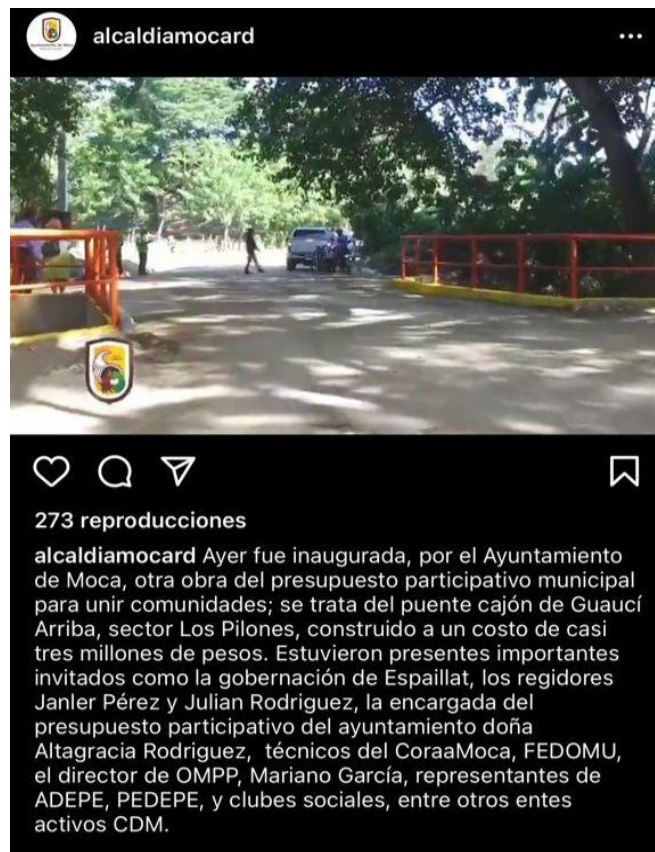 alcaldiamocard
273 reproducciones
alcaldiamocard Ayer fue inaugurada, por el Ayuntamiento
de Moca, otra obra del presupuesto participativo municipal
para unir comunidades; se trata del puente cajón de Guaucí
Arriba, sector Los Pilones, construido a un costo de casi
tres millones de pesos. Estuvieron presentes importantes
invitados como la gobernación de Espaillat, los regidores
Janler Pérez y Julian Rodriguez, la encargada del
presupuesto participativo del ayuntamiento doña
Altagracia Rodriguez, técnicos del CoraaMoca, FEDOMU,
el director de OMPP, Mariano García, representantes de
ADEPE, PEDEPE, y clubes sociales, entre otros entes
activos CDM.